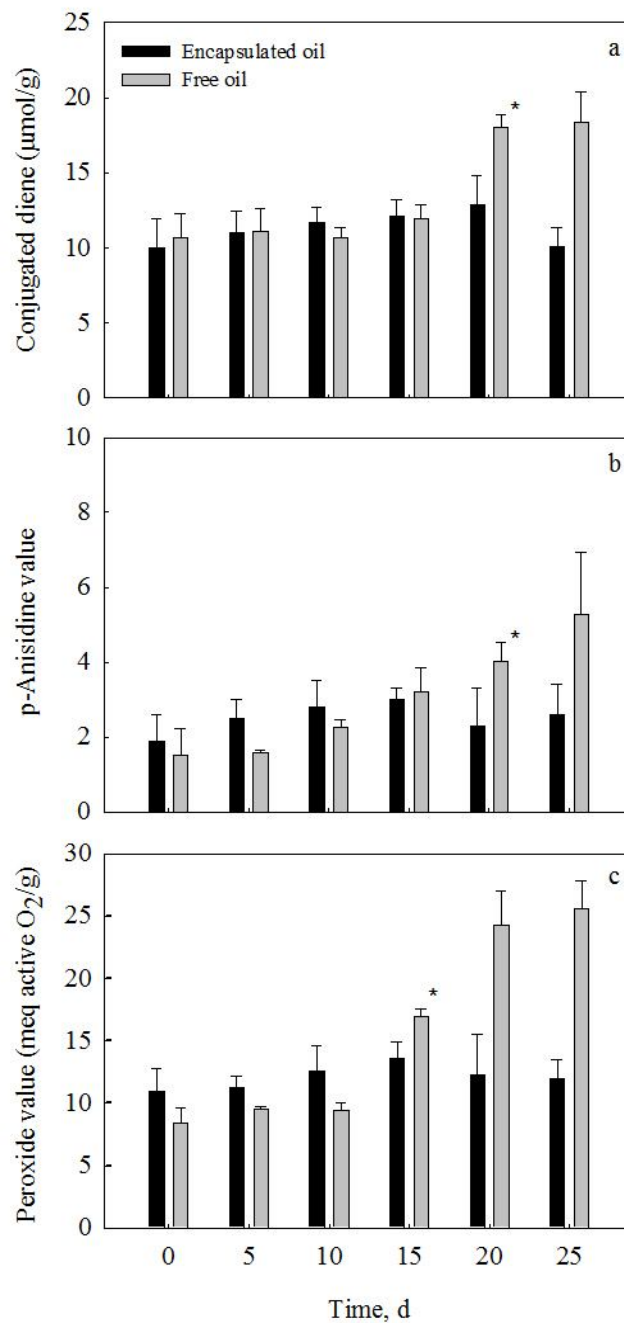 25
20
15
10
5
0
Conjugated diene (μmol/g)
Encapsulated oil
Free oil
a
*
10
8
6
4
2
0
p-Anisidine value
b
*
30
25
20
15
10
5
0
Peroxide value (meq active O2/g)
c
*
0 5 10 15 20 25
Time, d